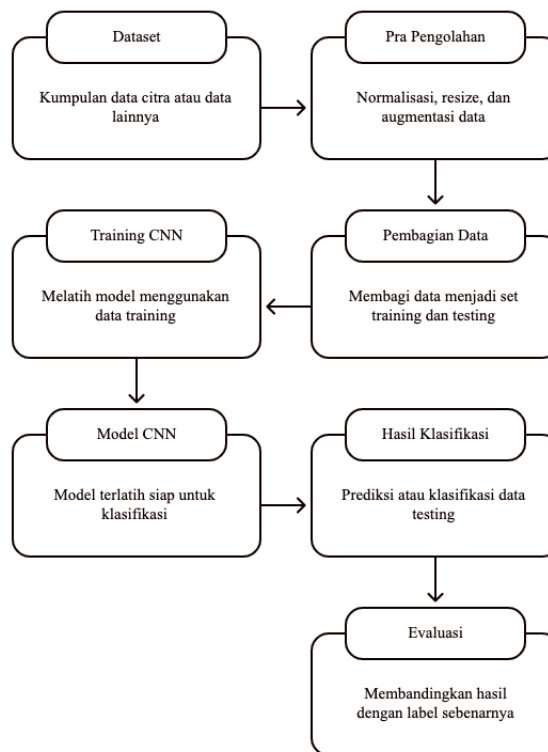 Dataset
Kumpulan data citra atau data
lainnya
Pra Pengolahan
Normalisasi, resize, dan
augmentasi data
Pembagian Data
Membagi data menjadi set
training dan testing
Training CNN
Melatih model menggunakan
data training
Model CNN
Model terlatih siap untuk
klasifikasi
Hasil Klasifikasi
Prediksi atau klasifikasi data
testing
Evaluasi
Membandingkan hasil
dengan label sebenarnya